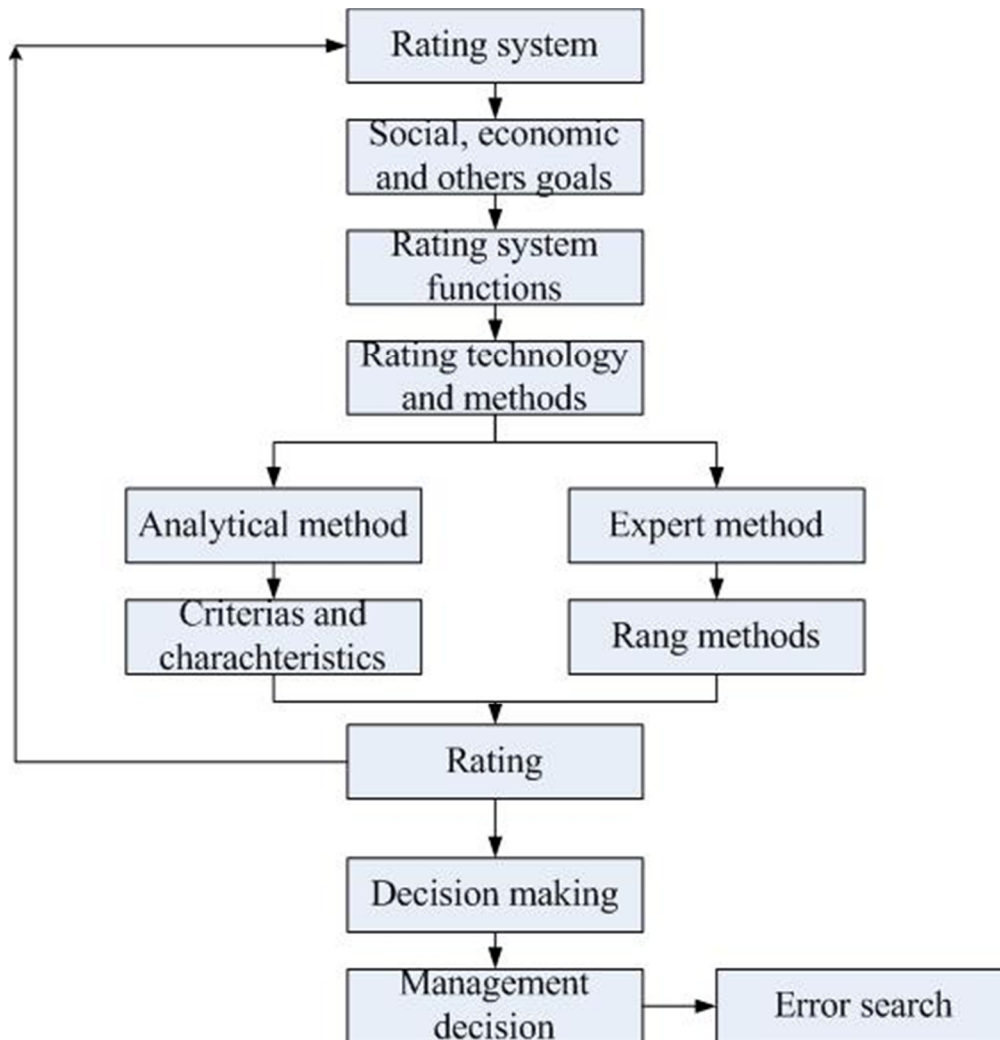 Rating system
Social, economic
and others goals
Rating system
functions
Rating technology
and methods
Analytical method
Expert method
Criterias and
charachteristics
Rang methods
Rating
Decision making
Management
decision
Error search